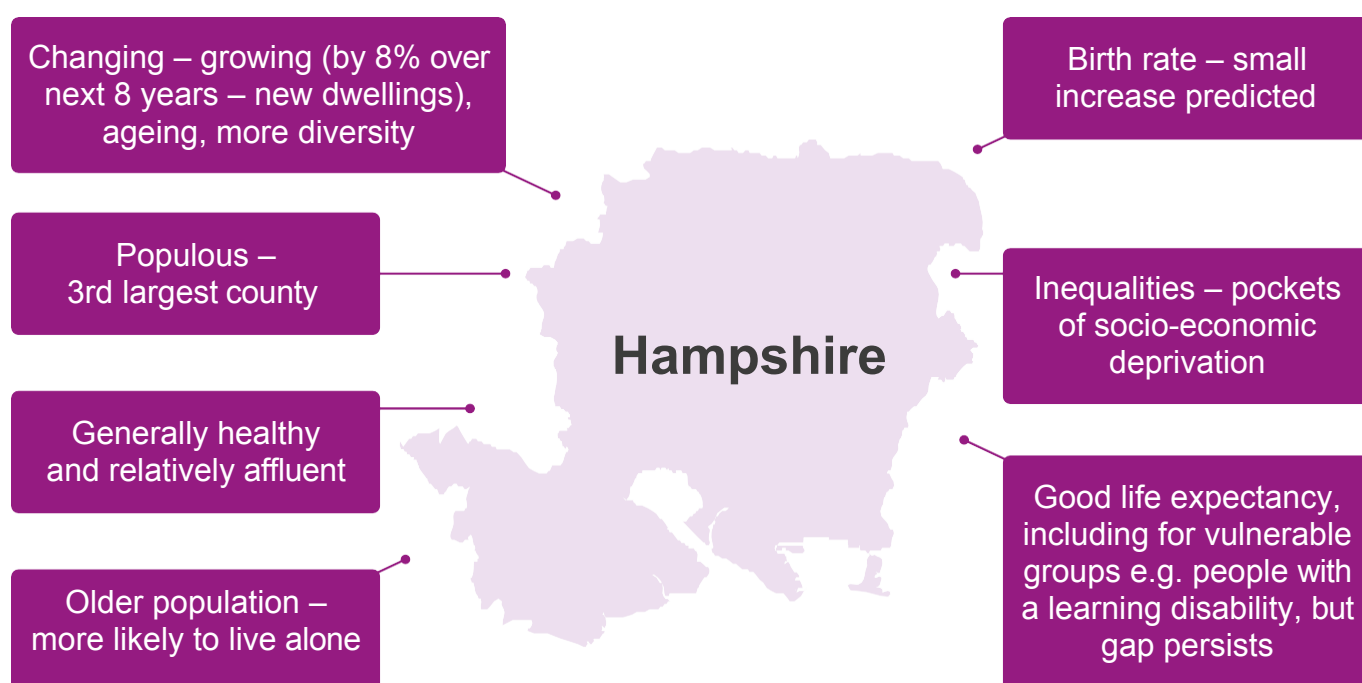 Changing – growing (by 8% over
next 8 years – new dwellings),
ageing, more diversity
Populous –
3rd largest county
Generally healthy
and relatively affluent
Older population –
more likely to live alone
Hampshire
Birth rate – small
increase predicted
Inequalities – pockets
of socio-economic
deprivation
Good life expectancy,
including for vulnerable
groups e.g. people with
a learning disability, but
gap persists